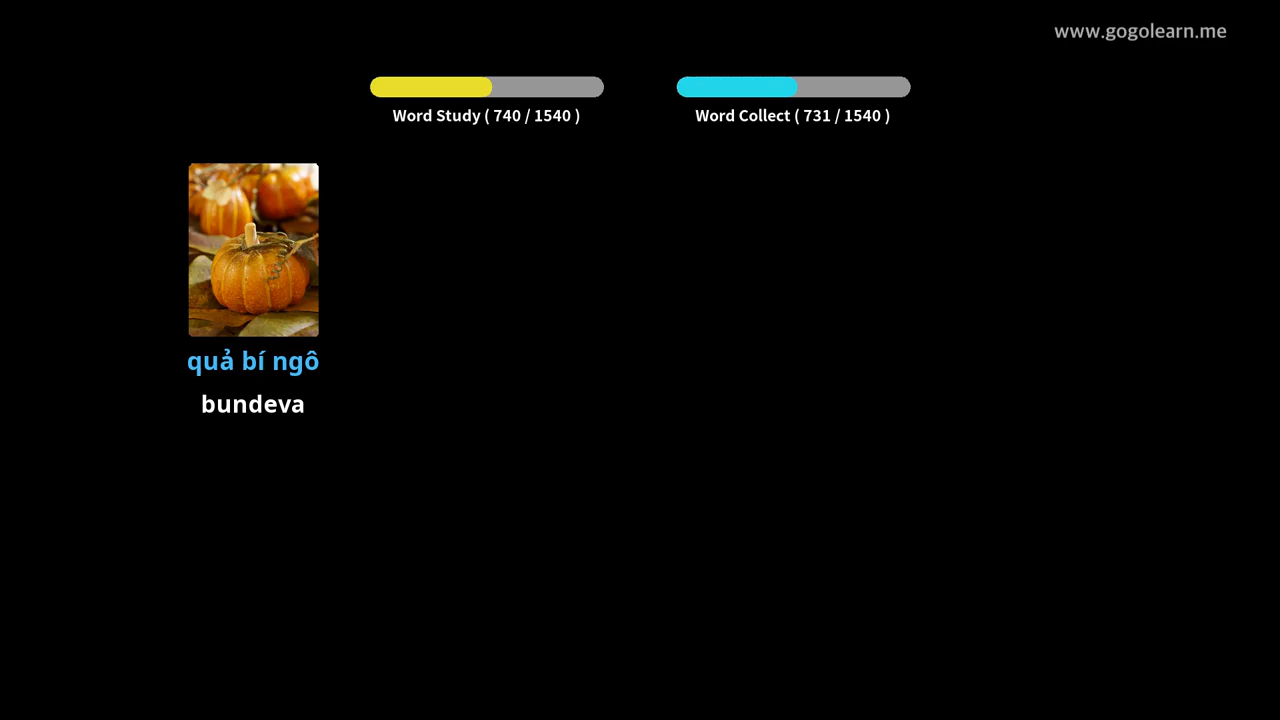 www.gogolearn.me
Word Study ( 740 / 1540 )
Word Collect ( 731 / 1540 )
quả bí ngô
bundeva